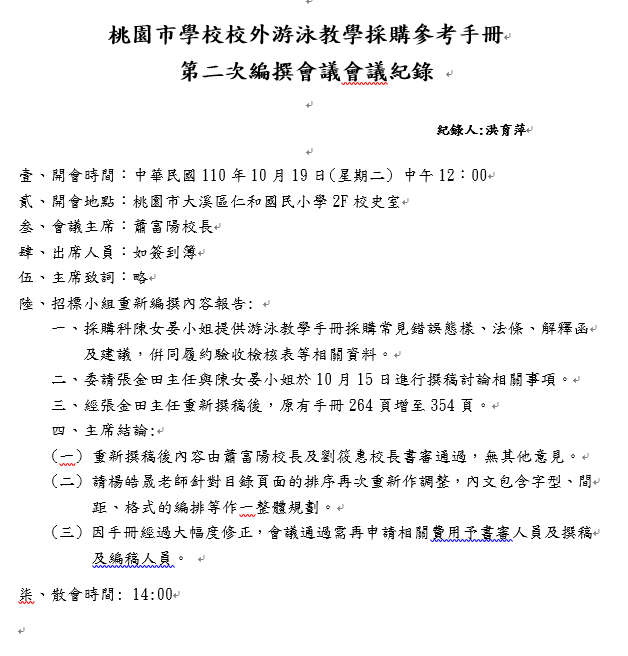 桃園市學校校外游泳教學採購參考手冊
第二次編撰會議會議紀錄
紀錄人:洪育萍
壹、開會時間：中華民國 110 年 10 月 19 日(星期二) 中午 12：00
貳、開會地點：桃園市大溪區仁和國民小學 2F 校史室
叁、會議主席：蕭富陽校長
肆、出席人員：如簽到簿
伍、主席致詞：略
陸、招標小組重新編撰內容報告:
一、採購科陳女晏小姐提供游泳教學手冊採購常見錯誤態樣、法條、解釋函
及建議，併同履約驗收檢核表等相關資料。
二、委請張金田主任與陳女晏小姐於 10 月 15 日進行撰稿討論相關事項。
三、經張金田主任重新撰稿後，原有手冊 264 頁增至 354 頁。
四、主席結論:
(一) 重新撰稿後內容由蕭富陽校長及劉筱惠校長書審通過，無其他意見。
(二) 請楊皓晟老師針對目錄頁面的排序再次重新作調整，內文包含字型、間
距、格式的編排等作一整體規劃。
(三) 因手冊經過大幅度修正，會議通過需再申請相關費用予書審人員及撰稿
及編稿人員。
柒、散會時間: 14:00